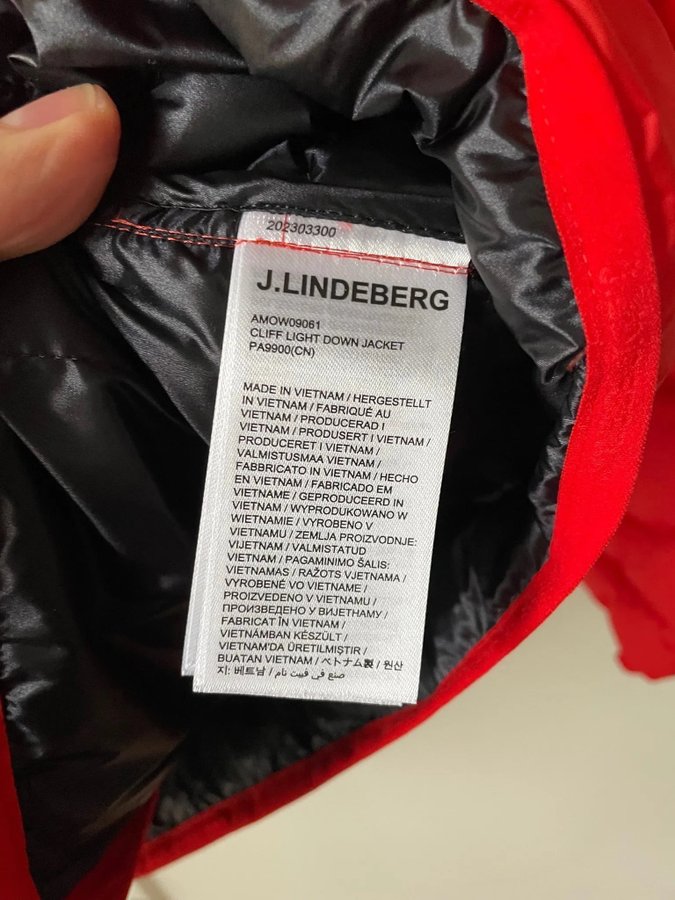 202303300
J.LINDEBERG
AMOW09061
CLIFF LIGHT DOWN JACKET
PA9900(CN)
MADE IN VIETNAM / HERGESTELLT
IN VIETNAM / FABRIQUÉ AU
VIETNAM / PRODUCERAD I
VIETNAM / PRODUSERT I VIETNAM /
PRODUCERET I VIETNAM /
VALMISTUSMAA VIETNAM /
FABBRICATO IN VIETNAM / HECHO
EN VIETNAM / FABRICADO EM
VIETNAME / GEPRODUCEERD IN
VIETNAM / WYPRODUKOWANO W
WIETNAMIE / VYROBENO V
VIETNAMU / ZEMLJA PROIZVODNJE:
VIJETNAM / VALMISTATUD
VIETNAM / PAGAMINIMO ŠALIS:
VIETNAMAS / RAŽOTS VJETNAMA /
VYROBENÉ VO VIETNAME /
PROIZVEDENO V VIETNAMU /
ПРОИЗВЕДЕНО У ВИЈЕТНАМУ /
FABRICAT ÎN VIETNAM /
VIETNÁMBAN KÉSZÜLT /
VIETNAM'DA ÜRETILMIŞTIR /
BUATAN VIETNAM / ベトナム製 / 원산
지: 베트남 / صنع في فييت نام